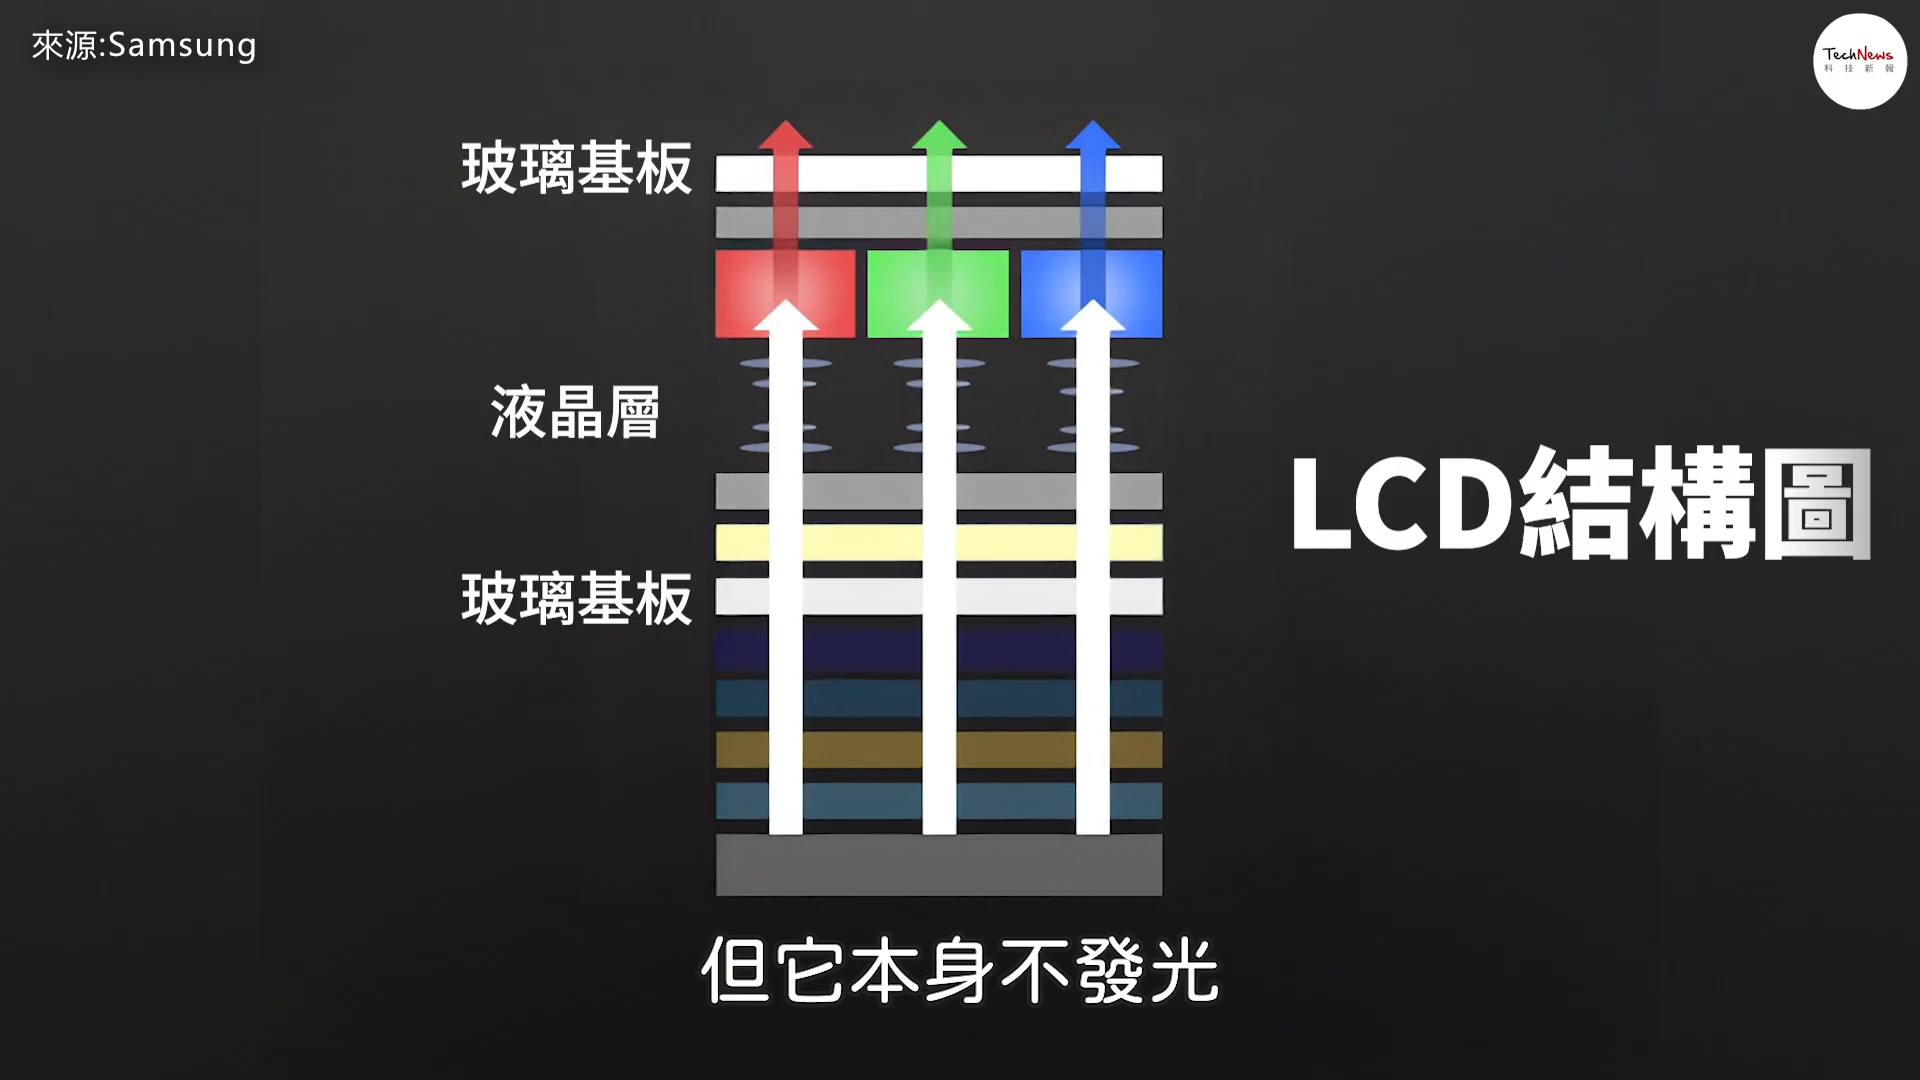 來源:Samsung
TechNews
科技新報
玻璃基板
液晶層
LCD結構圖
玻璃基板
但它本身不發光